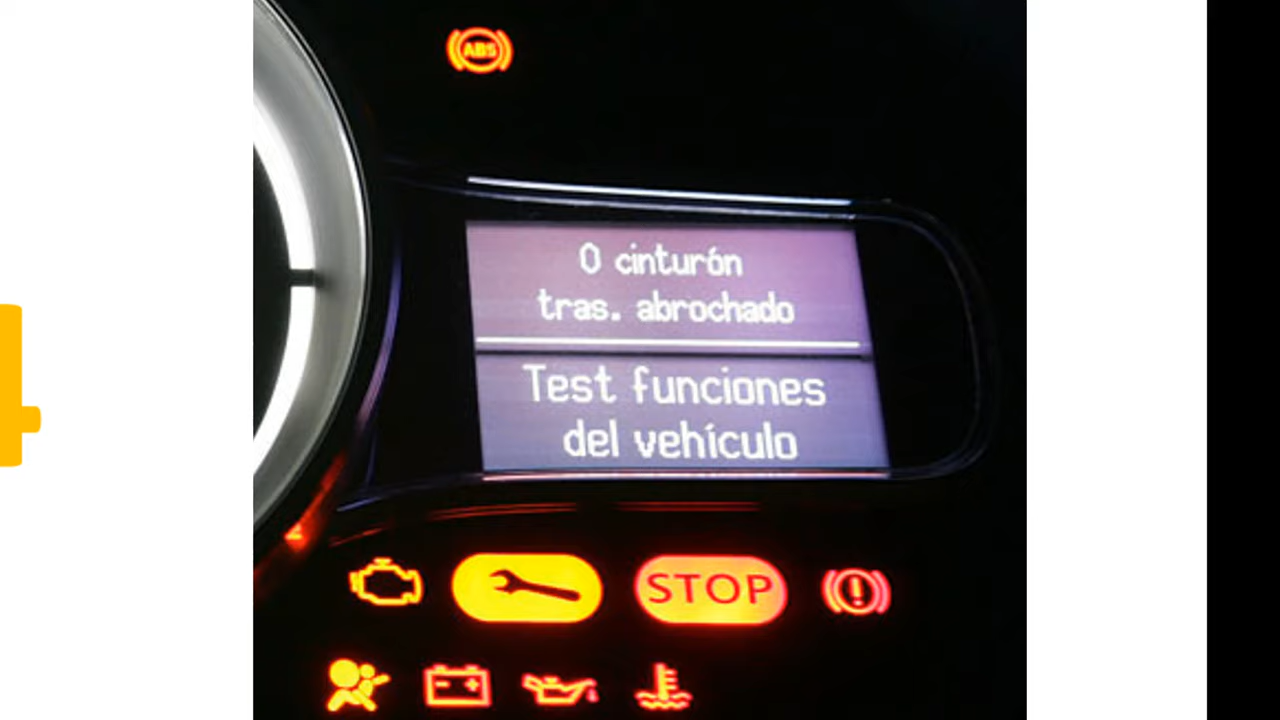 ABS
0 cinturón
tras. abrochado
Test funciones
del vehículo
STOP